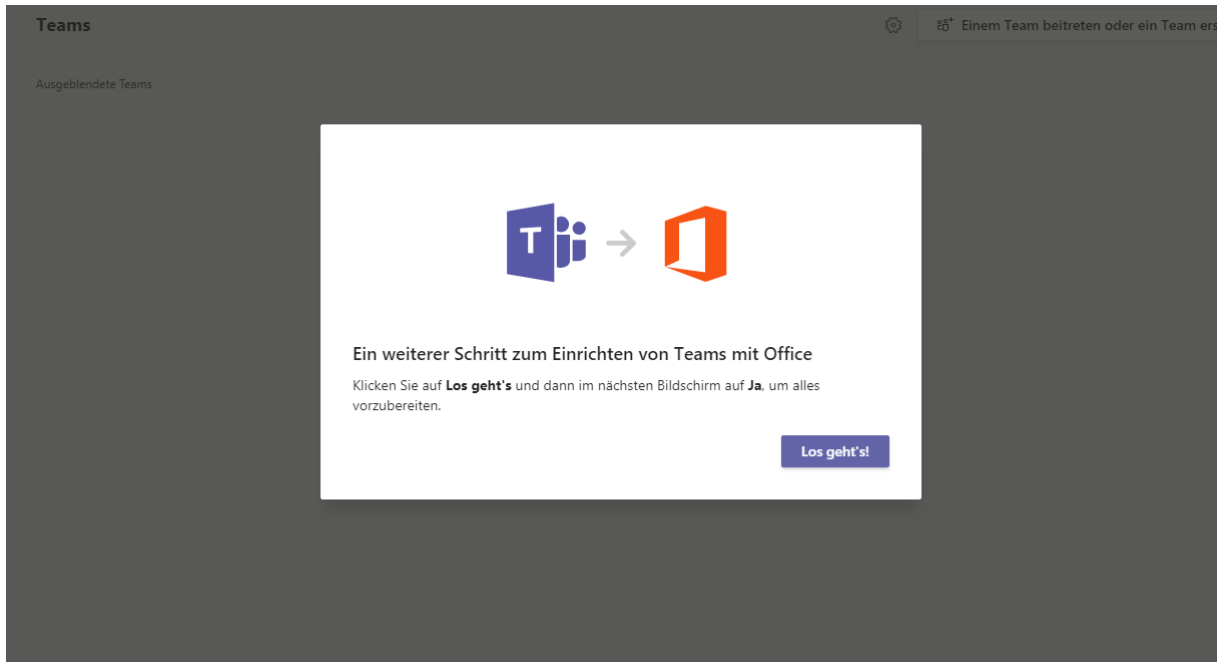 Teams
Einem Team beitreten oder ein Team ers
Ausgeblendete Teams
T
Ein weiterer Schritt zum Einrichten von Teams mit Office
Klicken Sie auf Los geht's und dann im nächsten Bildschirm auf Ja, um alles
vorzubereiten.
Los geht's!